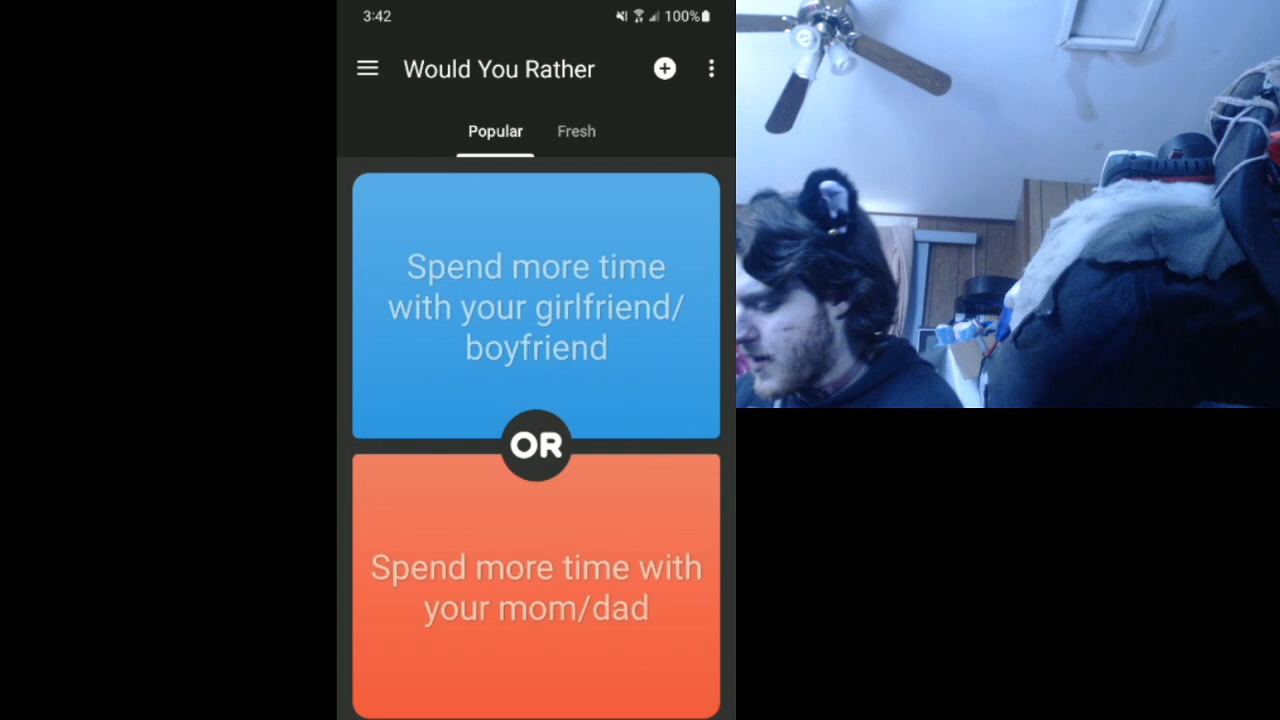 3:42
100%
Would You Rather
Popular
Fresh
Spend more time
with your girlfriend/
boyfriend
OR
Spend more time with
your mom/dad